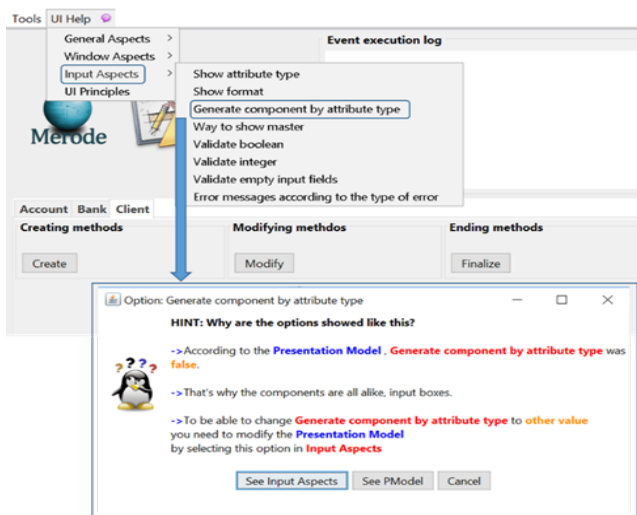 Tools UI Help
General Aspects >
Event execution log
Window Aspects >
Input Aspects >
UI Principles
Show attribute type
Show format
Generate component by attribute type
Way to show master
Validate boolean
Validate integer
Validate empty input fields
Error messages according to the type of error
Merode
Account Bank Client
Creating methods Modifying methdos Ending methods
Create Modify Finalize
Option: Generate component by attribute type
HINT: Why are the options showed like this?
->According to the Presentation Model , Generate component by attribute type was
false.
????
->That's why the components are all alike, input boxes.
->To be able to change Generate component by attribute type to other value
you need to modify the Presentation Model
by selecting this option in Input Aspects
See Input Aspects See PModel Cancel